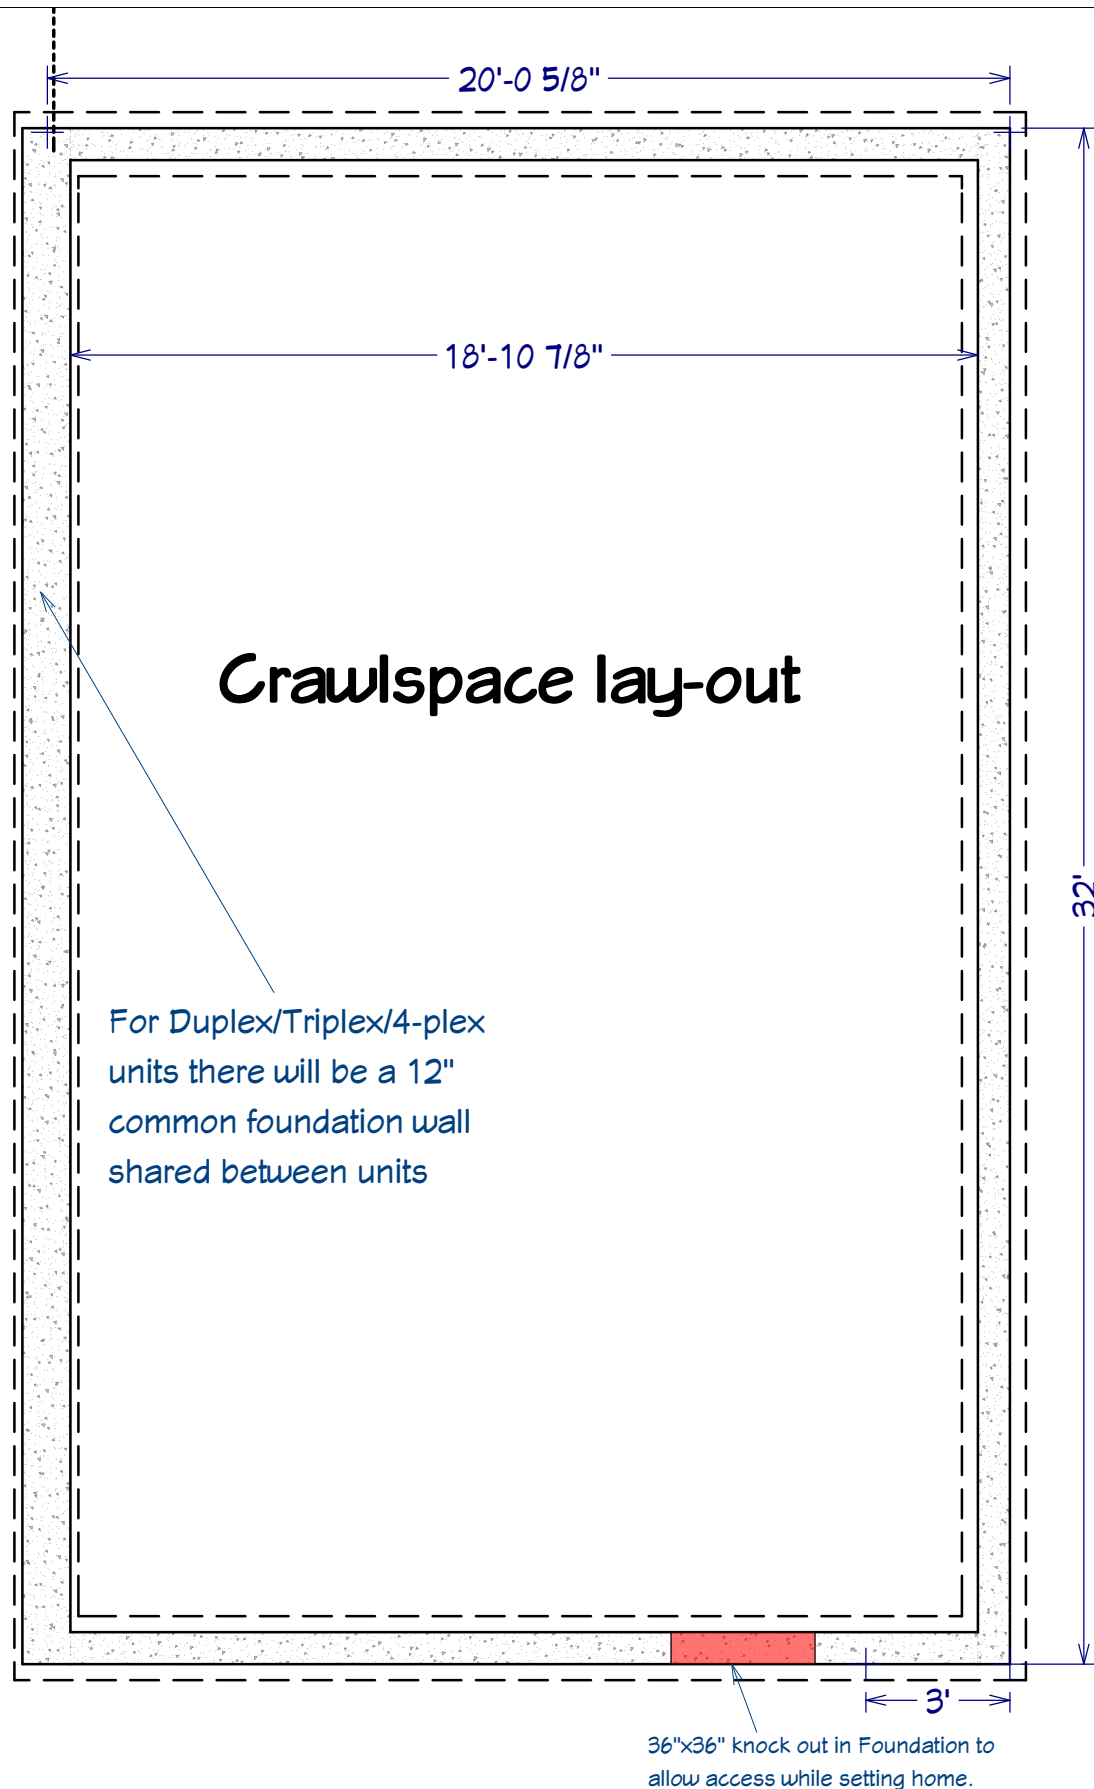 20'-0 5/8"
18'-10 7/8"
Crawlspace lay-out
32'
For Duplex/Triplex/4-plex
units there will be a 12"
common foundation wall
shared between units
3'
36"x36" knock out in Foundation to
allow access while setting home.